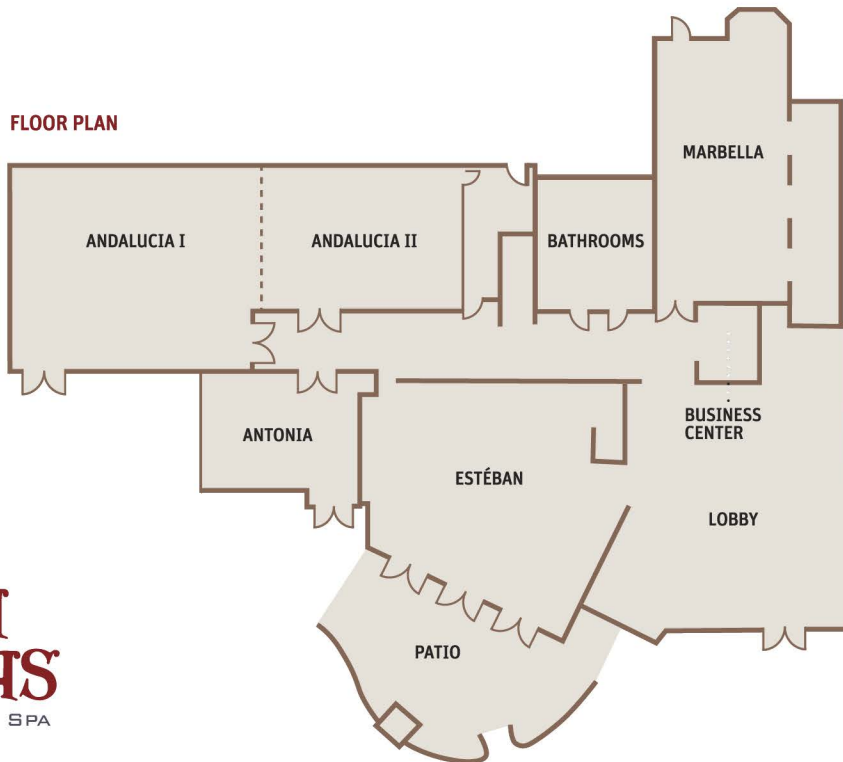 FLOOR PLAN
MARBELLA
ANDALUCIA I
ANDALUCIA II
BATHROOMS
BUSINESS
CENTER
ANTONIA
ESTÉBAN
LOBBY
PATIO
SPA